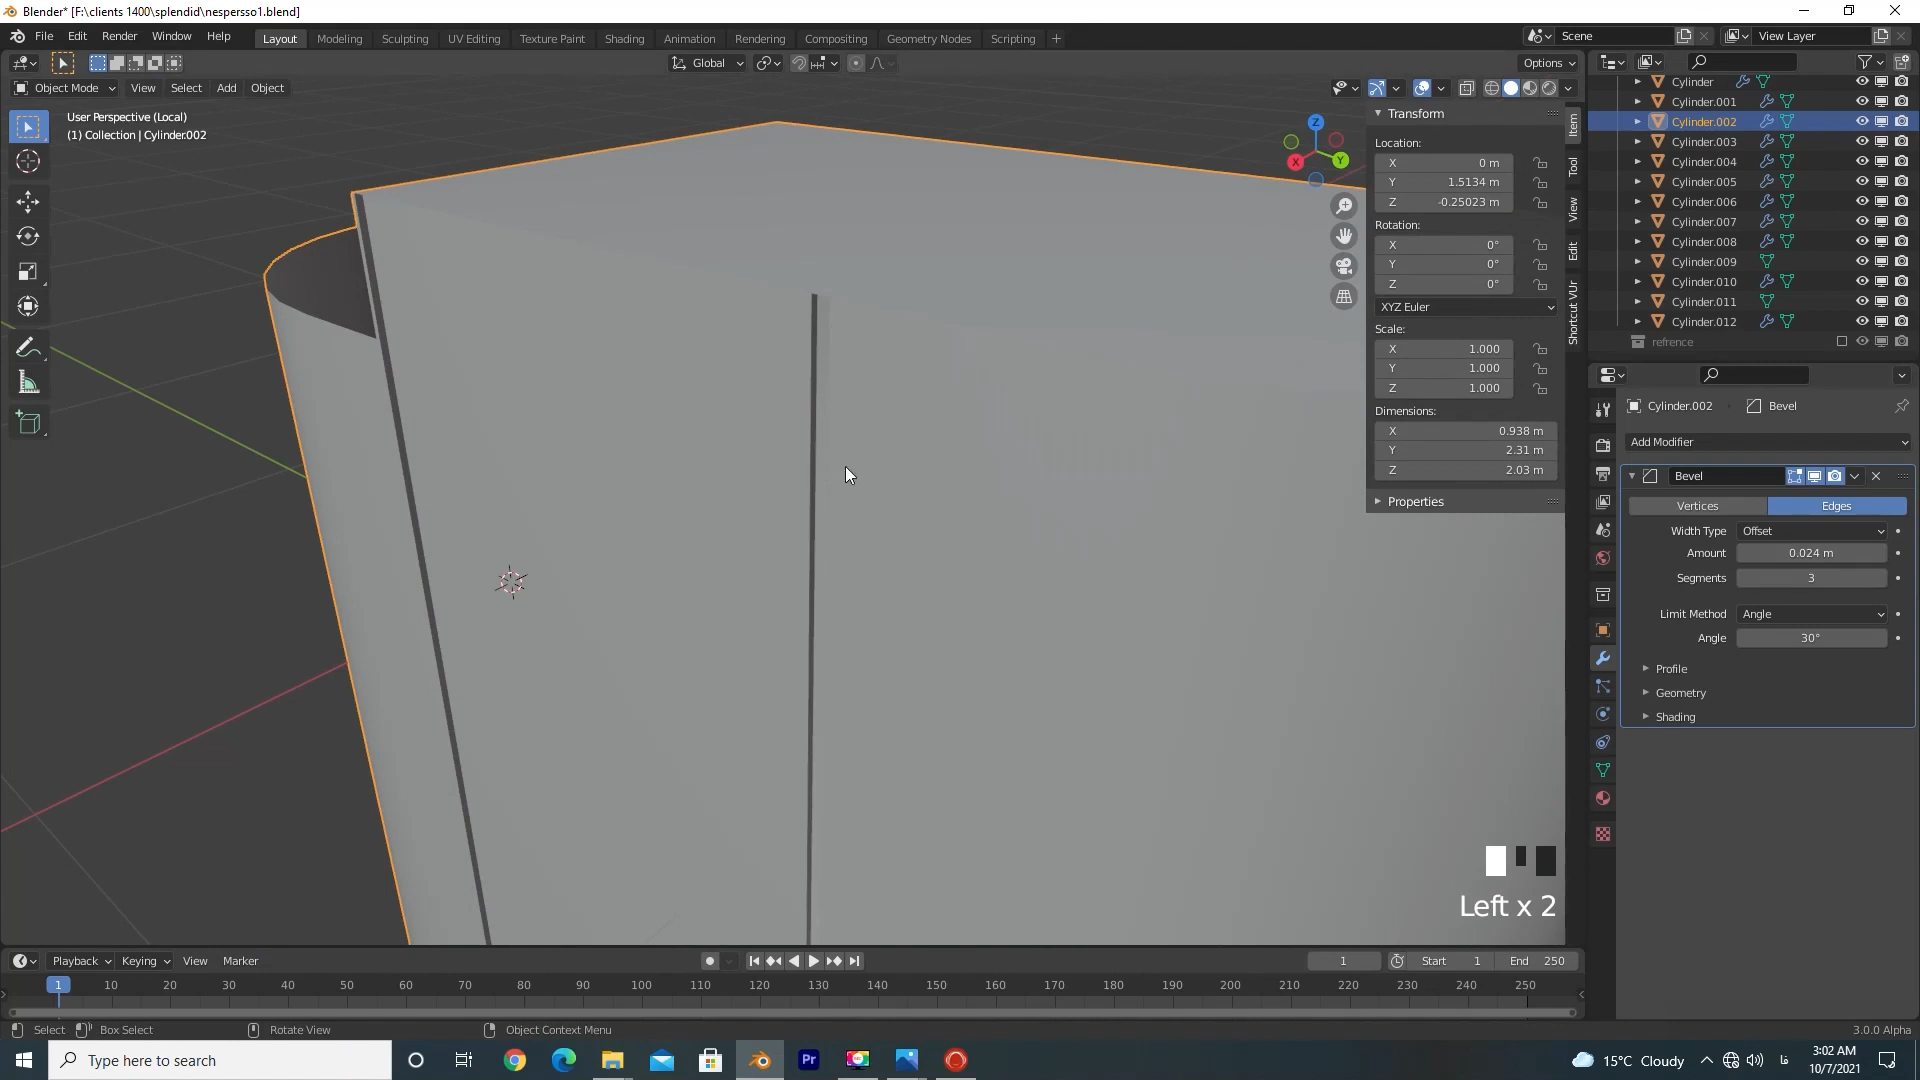 Blender* [F:\clients 1400\splendid\nespersso1.blend]
File Edit Render Window Help
Layout Modeling Sculpting UV Editing Texture Paint Shading Animation Rendering Compositing Geometry Nodes Scripting +
Scene
View Layer
Global
Options
Object Mode View Select Add Object
User Perspective (Local)
(1) Collection | Cylinder.002
Z
Y
X
Transform
Location:
X 0 m
Y 1.5134 m
Z -0.25023 m
Rotation:
X 0°
Y 0°
Z 0°
XYZ Euler
Scale:
X 1.000
Y 1.000
Z 1.000
Dimensions:
X 0.938 m
Y 2.31 m
Z 2.03 m
Properties
Item
Tool
View
Edit
Shortcut VUr
Cylinder
Cylinder.001
Cylinder.002
Cylinder.003
Cylinder.004
Cylinder.005
Cylinder.006
Cylinder.007
Cylinder.008
Cylinder.009
Cylinder.010
Cylinder.011
Cylinder.012
refrence
Cylinder.002 Bevel
Add Modifier
Bevel
Vertices Edges
Width Type Offset
Amount 0.024 m
Segments 3
Limit Method Angle
Angle 30°
Profile
Geometry
Shading
Left x 2
Playback Keying View Marker
1 Start 1 End 250
1 10 20 30 40 50 60 70 80 90 100 110 120 130 140 150 160 170 180 190 200 210 220 230 240 250
Select Box Select Rotate View Object Context Menu
3.0.0 Alpha
Type here to search
Pr
15°C Cloudy
فا
3:02 AM
10/7/2021